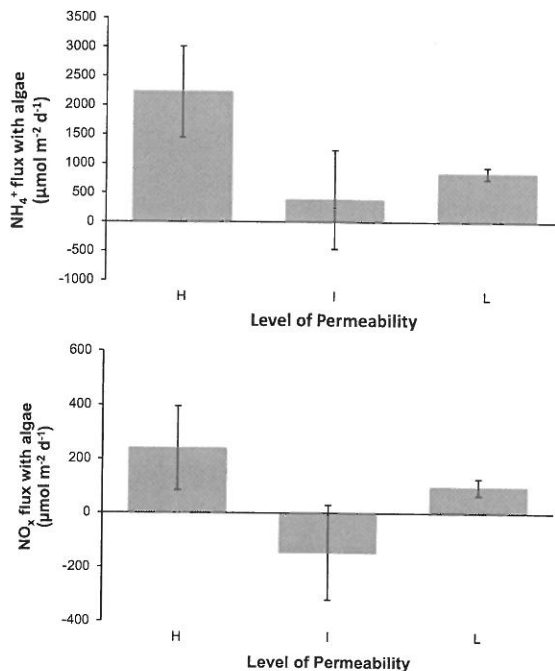 NH₄⁺ flux with algae
(µmol m⁻² d⁻¹)
3500
3000
2500
2000
1500
1000
500
0
-500
-1000
H I L
Level of Permeability
NOₓ flux with algae
(µmol m⁻² d⁻¹)
600
400
200
0
-200
-400
H I L
Level of Permeability